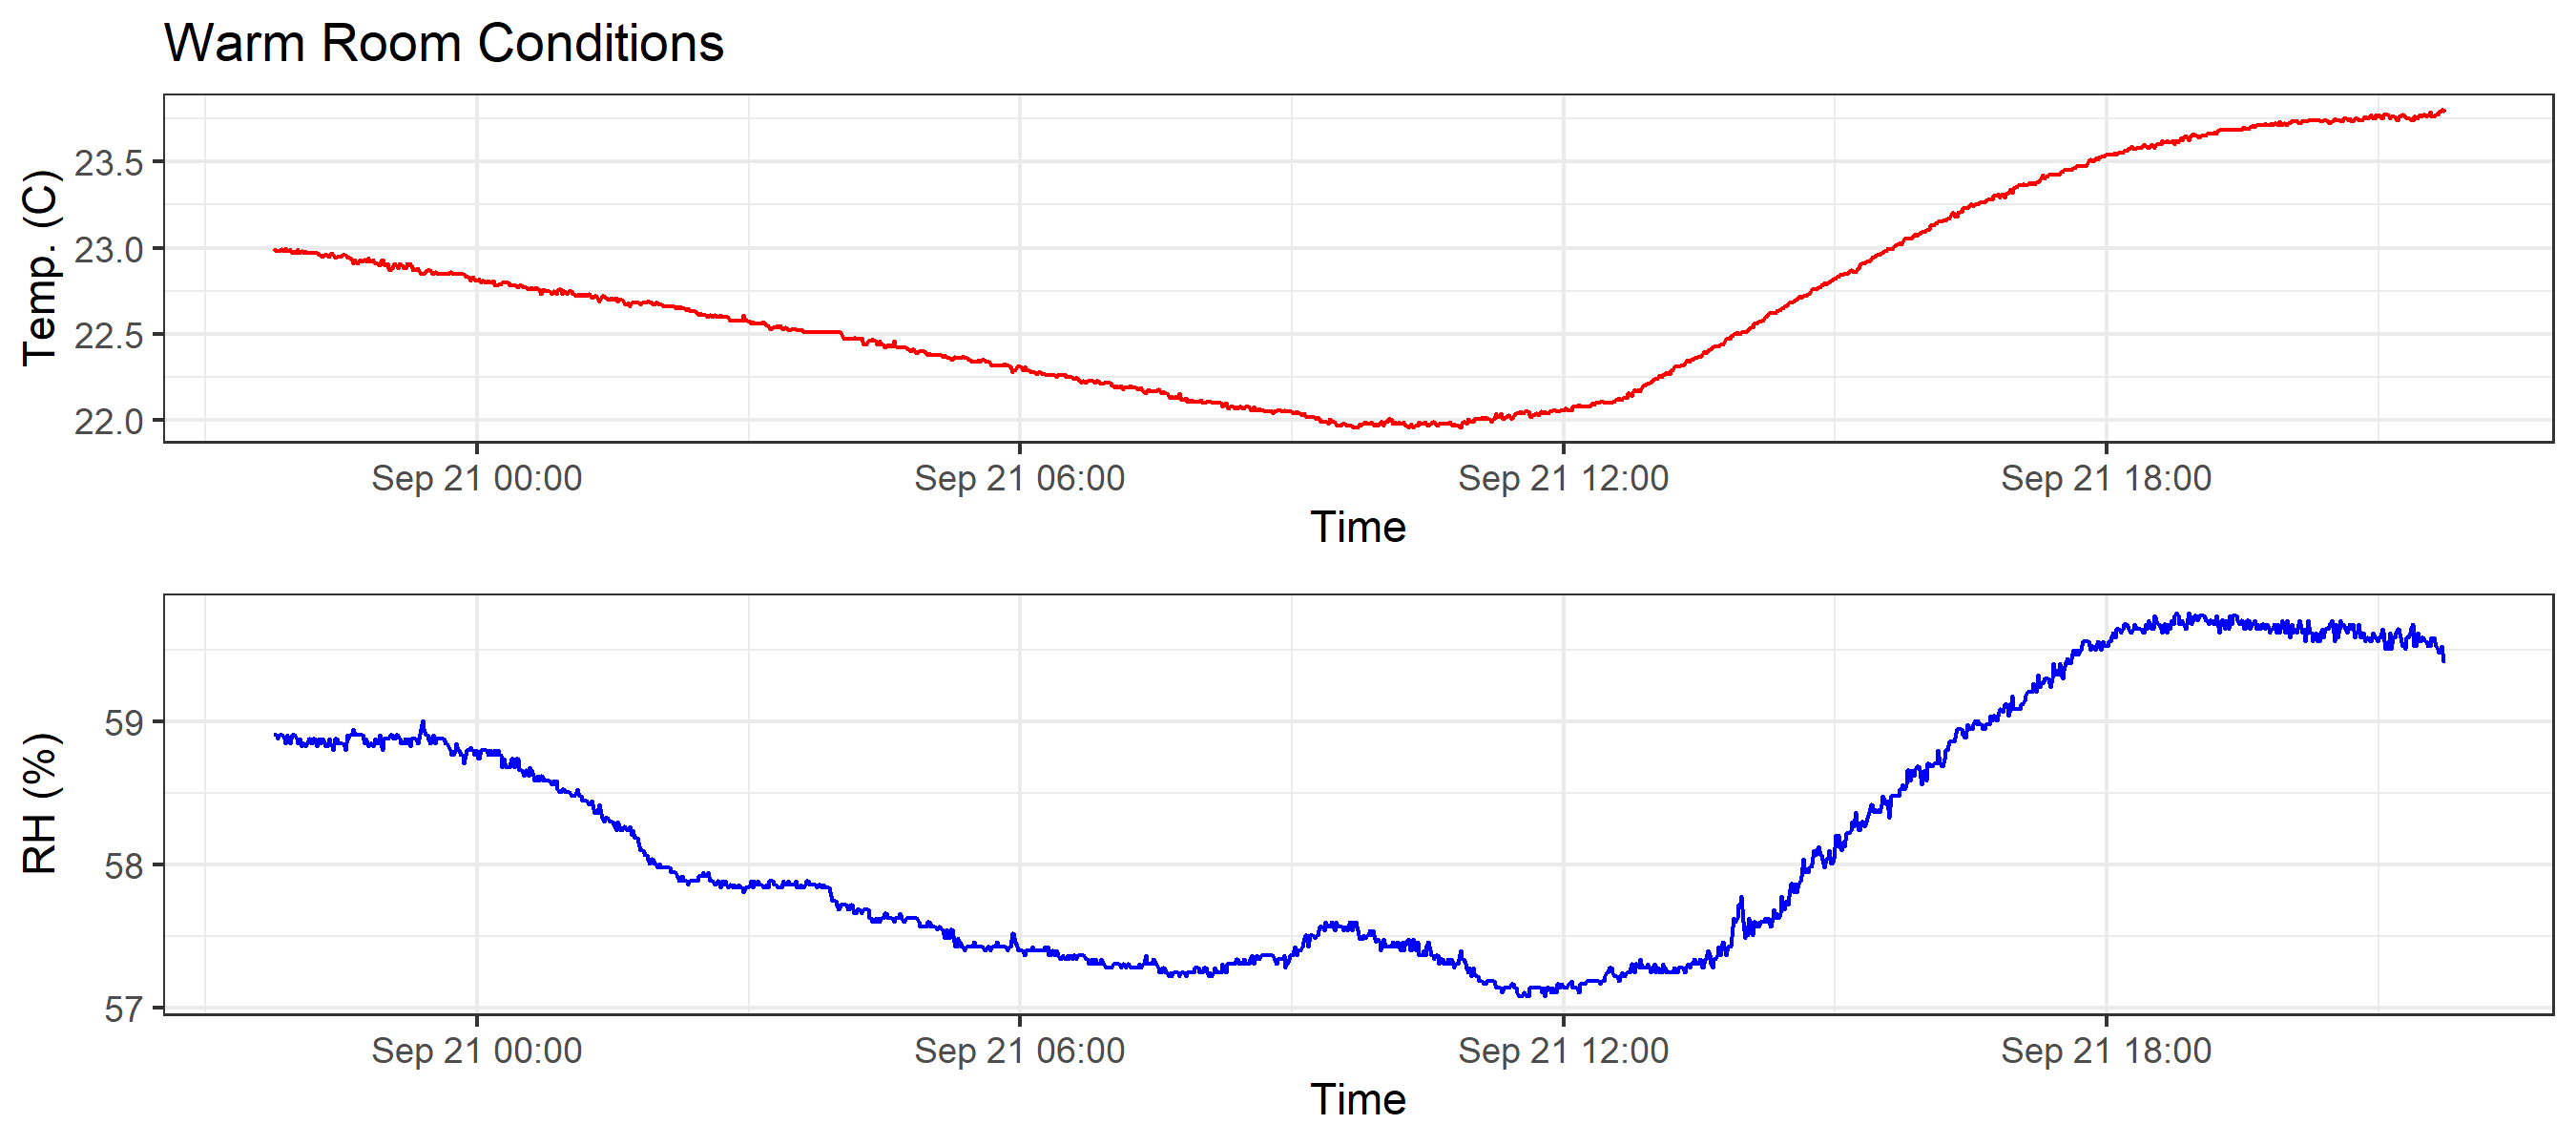 Warm Room Conditions
Temp. (C)
23.5
23.0
22.5
22.0
Sep 21 00:00 Sep 21 06:00 Sep 21 12:00 Sep 21 18:00
Time
RH (%)
59
58
57
Sep 21 00:00 Sep 21 06:00 Sep 21 12:00 Sep 21 18:00
Time